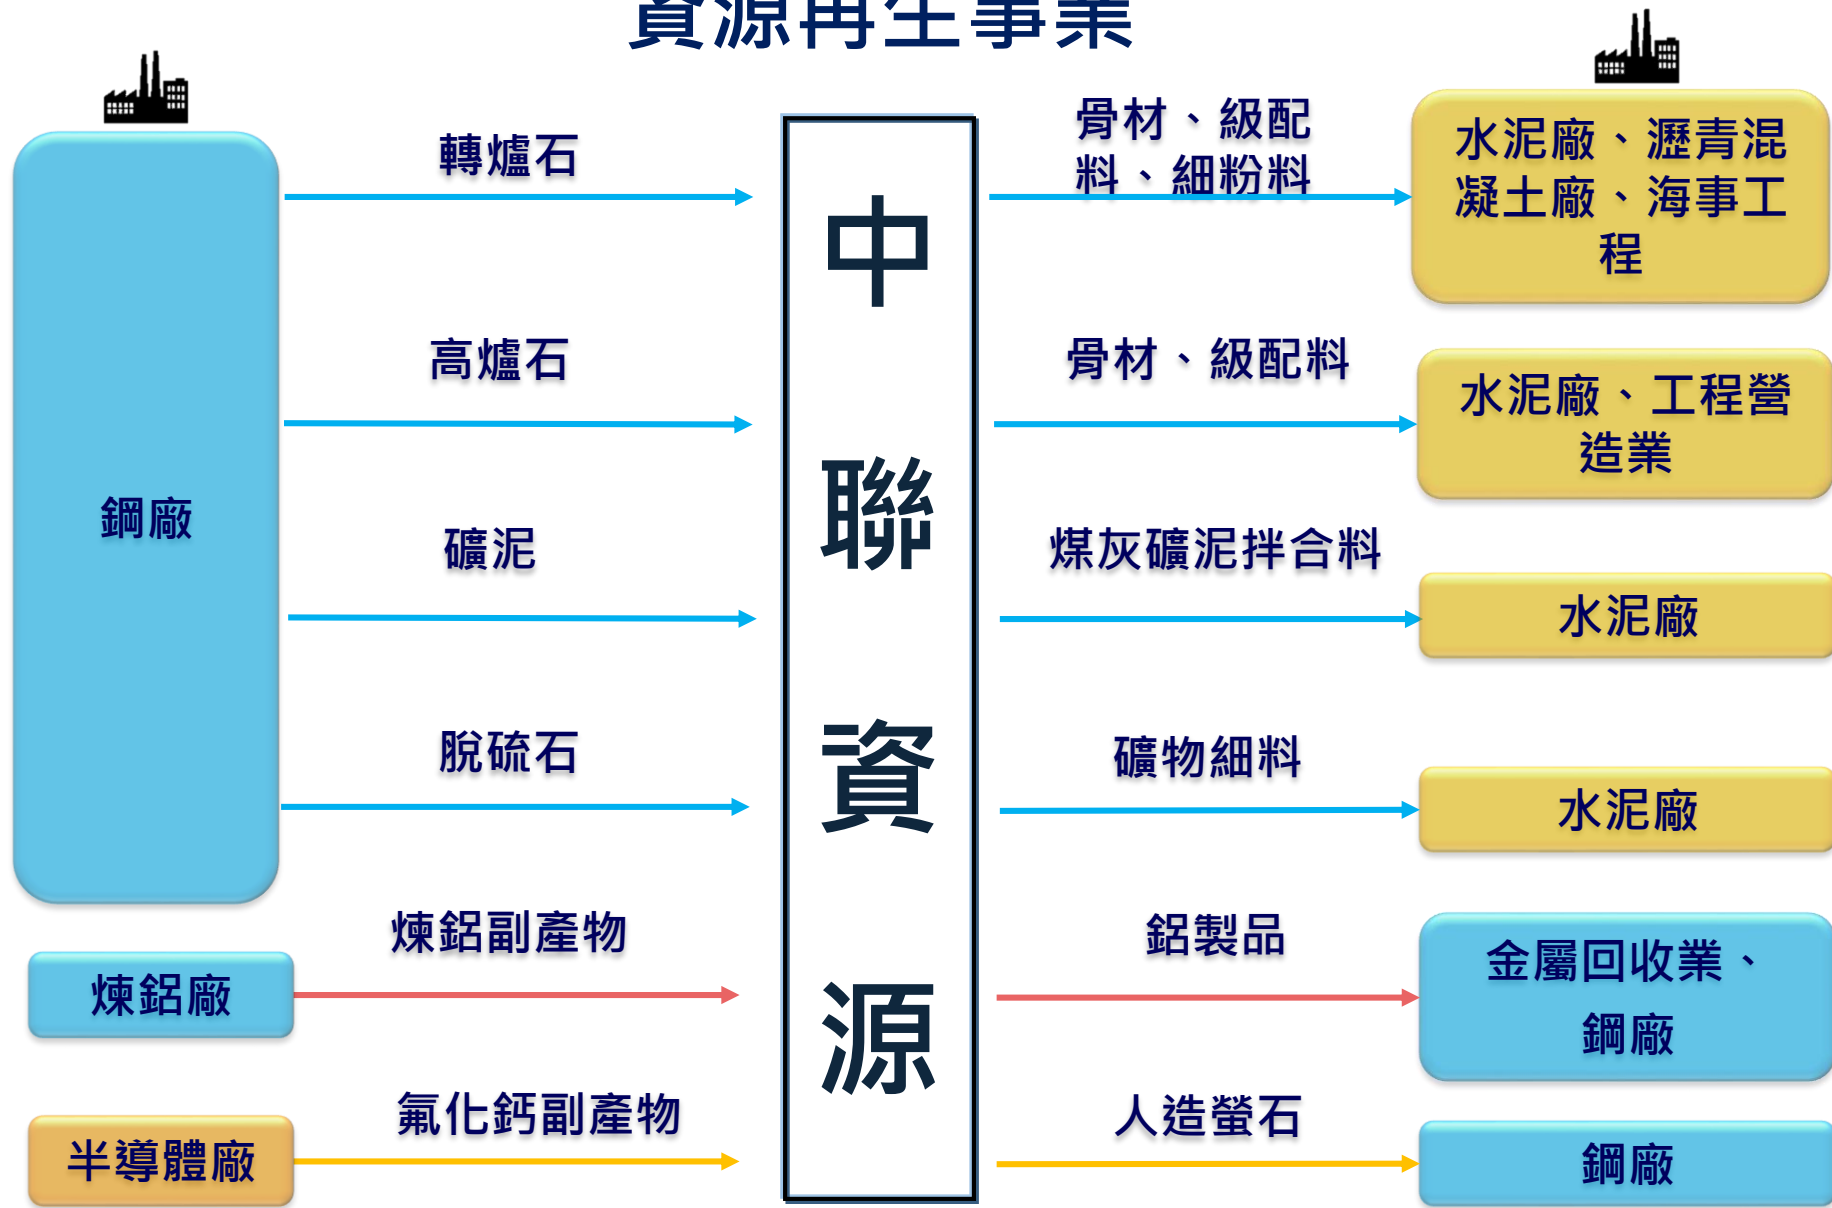 資源再生事業
鋼廠
煉鋁廠
半導體廠
轉爐石
高爐石
礦泥
脫硫石
煉鋁副產物
氟化鈣副產物
中
聯
資
源
骨材、級配
料、細粉料
骨材、級配料
煤灰礦泥拌合料
礦物細料
鋁製品
人造螢石
水泥廠、瀝青混
凝土廠、海事工
程
水泥廠、工程營
造業
水泥廠
水泥廠
金屬回收業、
鋼廠
鋼廠